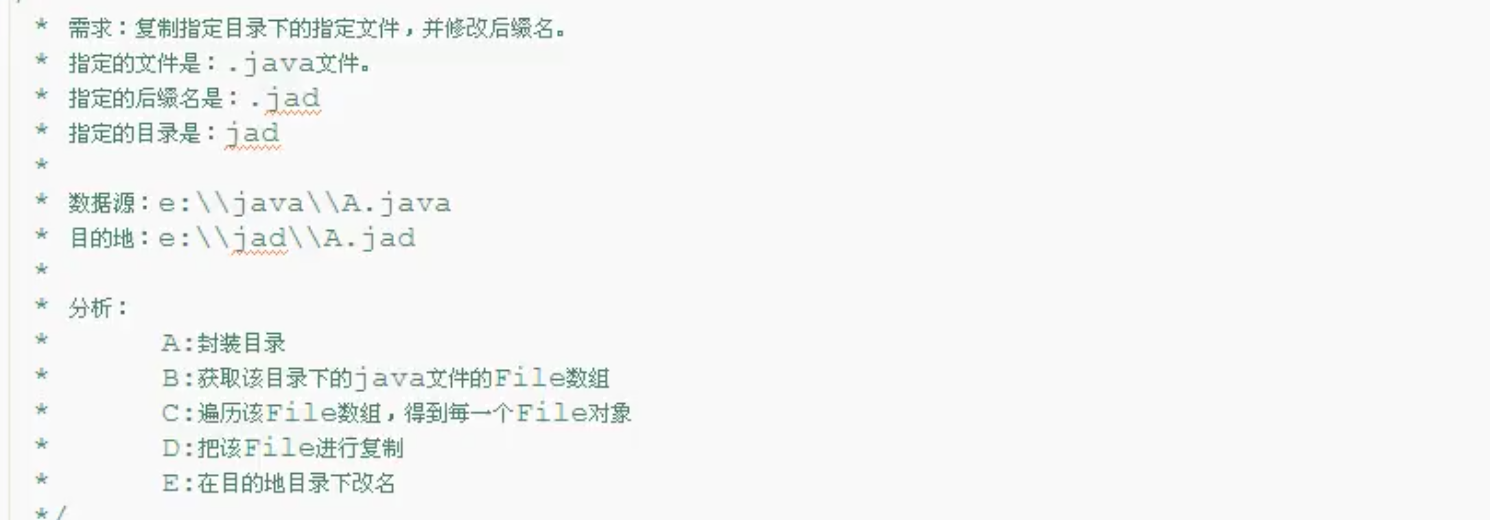 * 需求：复制指定目录下的指定文件，并修改后缀名。
* 指定的文件是：.java文件。
* 指定的后缀名是：.jad
* 指定的目录是：jad
*
* 数据源：e:\\java\\A.java
* 目的地：e:\\jad\\A.jad
*
* 分析：
* A:封装目录
* B:获取该目录下的java文件的File数组
* C:遍历该File数组，得到每一个File对象
* D:把该File进行复制
* E:在目的地目录下改名
*/